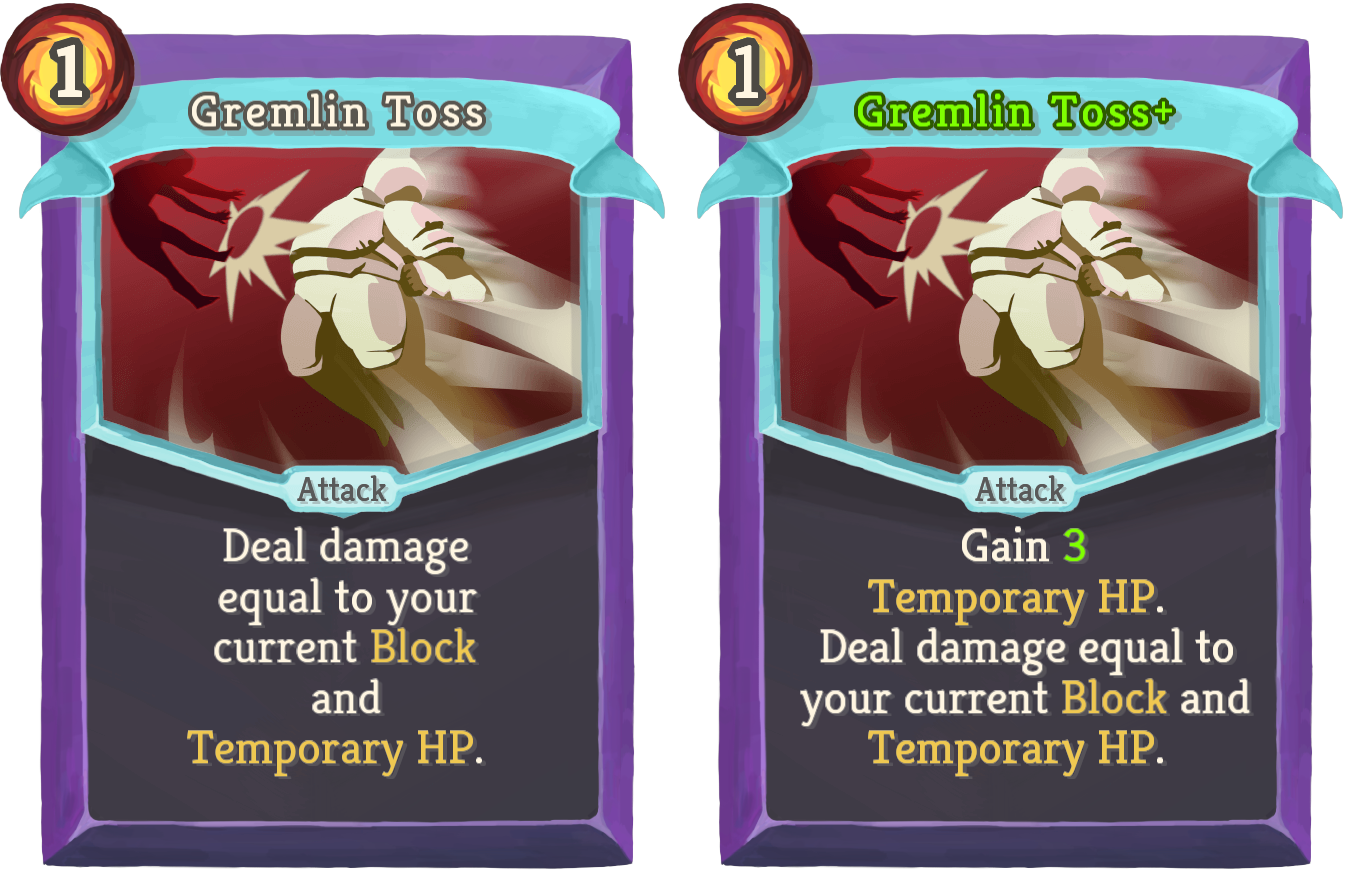 1
Gremlin Toss
Attack
Deal damage
equal to your
current Block
and
Temporary HP.
1
Gremlin Toss+
Attack
Gain 3
Temporary HP.
Deal damage equal to
your current Block and
Temporary HP.